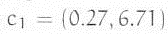 c₁ = (0.27, 6.71)